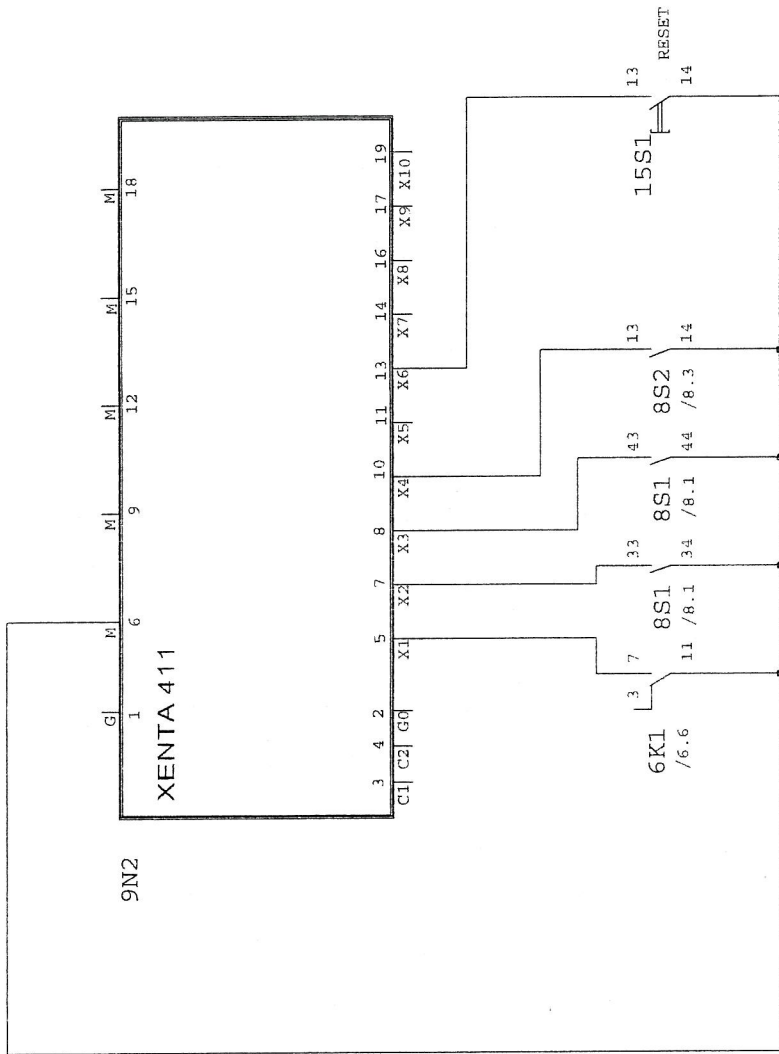 9N2
XENTA 411
G M M M M M
1 6 9 12 15 18
3 4 2 5 7 8 10 11 13 14 16 17 19
C1 C2 G0 X1 X2 X3 X4 X5 X6 X7 X8 X9 X10
3 7 33 43 13 13
6K1 8S1 8S1 8S2 15S1
/6.6 /8.1 /8.1 /8.3
11 34 44 14 14
RESET